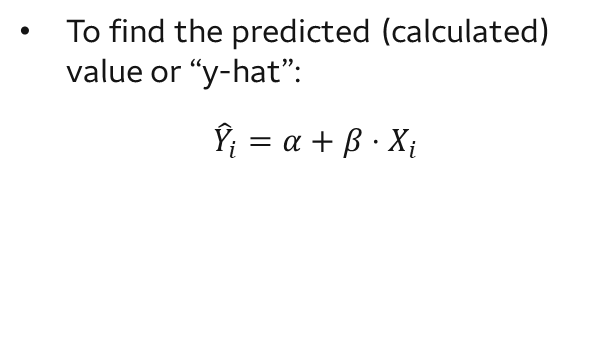 • To find the predicted (calculated)
value or “y-hat”:
Ŷᵢ = α + β · Xᵢ